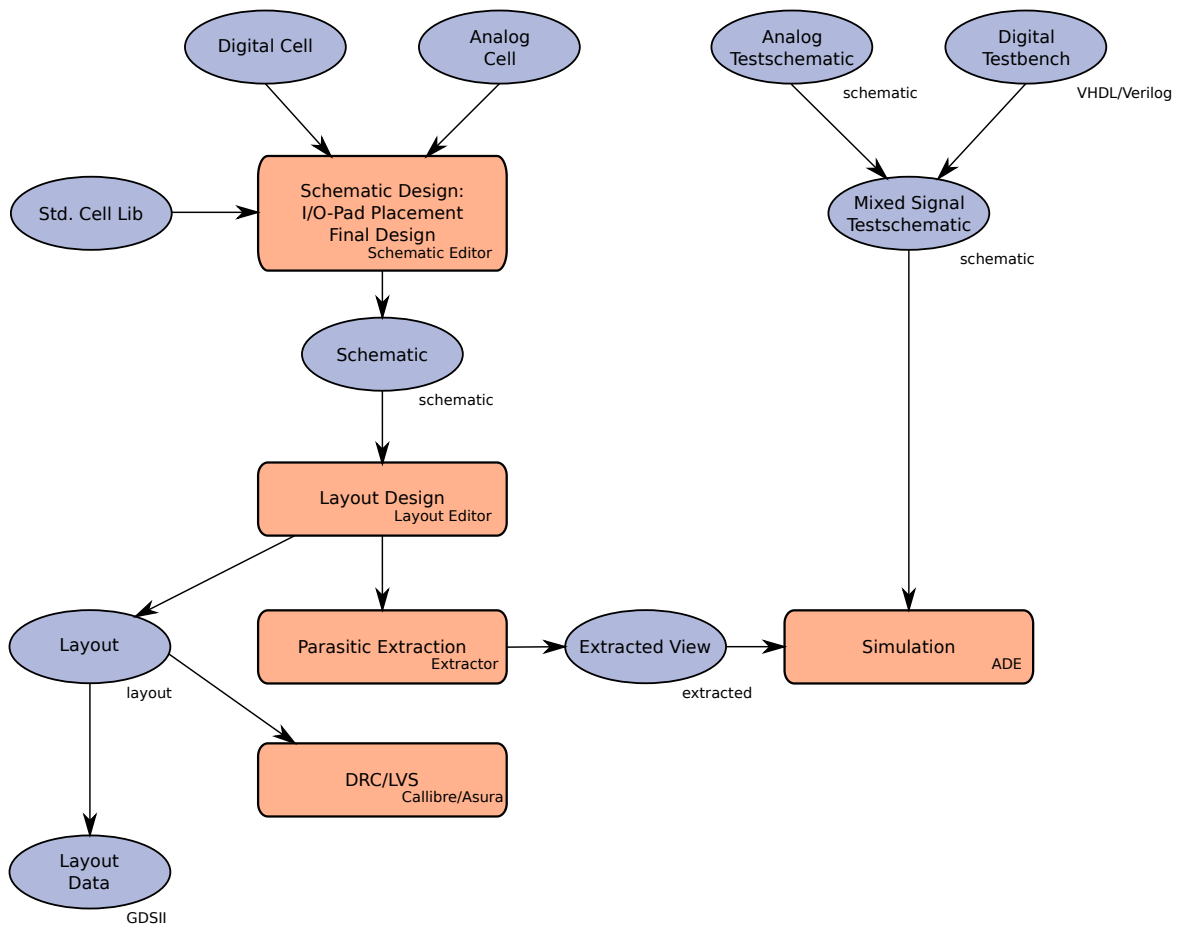 Digital Cell
Analog
Cell
Analog
Testschematic
schematic
Digital
Testbench
VHDL/Verilog
Std. Cell Lib
Schematic Design:
I/O-Pad Placement
Final Design
Schematic Editor
Mixed Signal
Testschematic
schematic
Schematic
schematic
Layout Design
Layout Editor
Layout
layout
Parasitic Extraction
Extractor
Extracted View
extracted
Simulation
ADE
DRC/LVS
Callibre/Asura
Layout
Data
GDSII